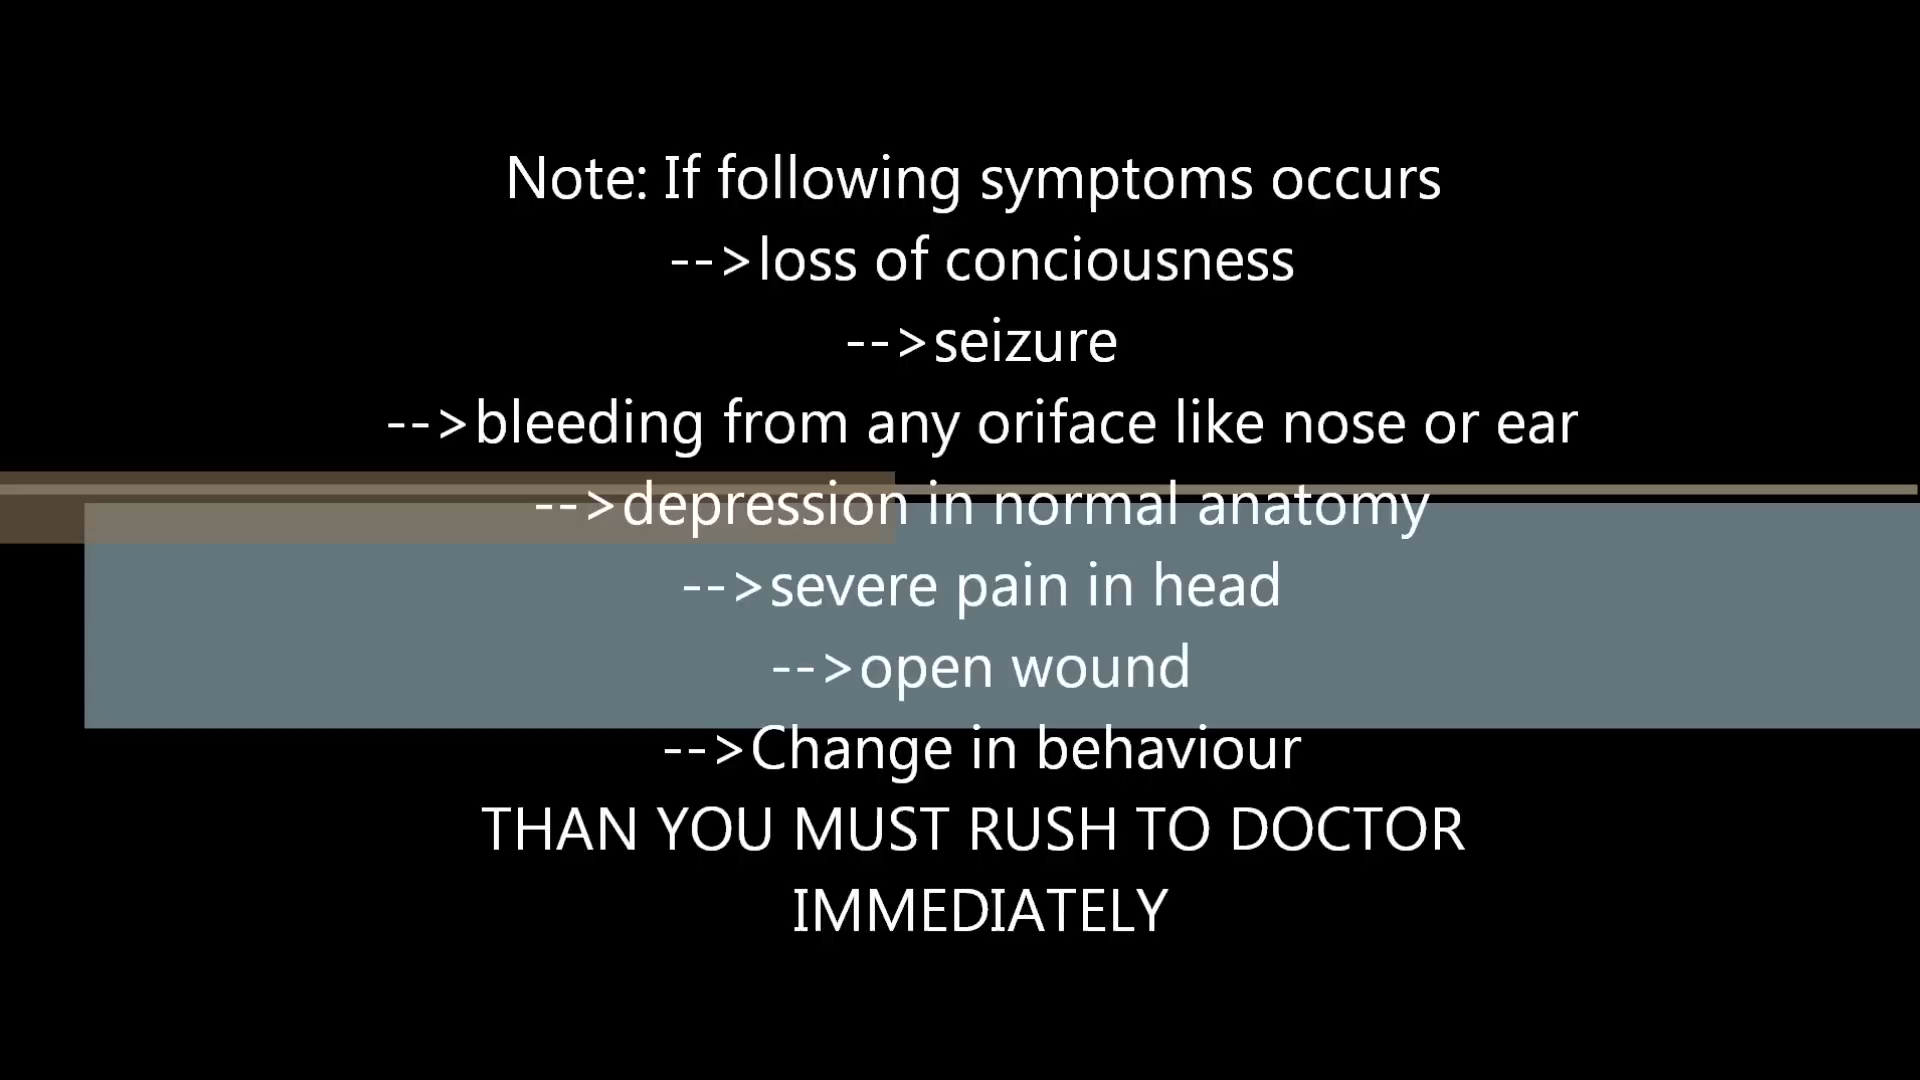 Note: If following symptoms occurs
-->loss of conciousness
-->seizure
-->bleeding from any oriface like nose or ear
-->depression in normal anatomy
-->severe pain in head
-->open wound
-->Change in behaviour
THAN YOU MUST RUSH TO DOCTOR
IMMEDIATELY